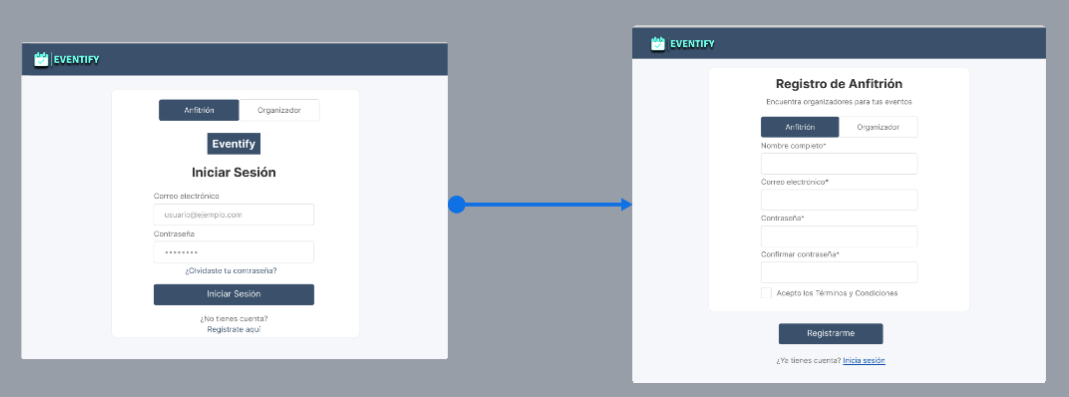 EVENTIFY
Anfitrión Organizador
Eventify
Iniciar Sesión
Correo electrónico
usuario@ejemplo.com
Contraseña
••••••••
¿Olvidaste tu contraseña?
Iniciar Sesión
¿No tienes cuenta?
Regístrate aquí
EVENTIFY
Registro de Anfitrión
Encuentra organizadores para tus eventos
Anfitrión Organizador
Nombre completo*
Correo electrónico*
Contraseña*
Confirmar contraseña*
Acepto los Términos y Condiciones
Registrarme
¿Ya tienes cuenta? Inicia sesión